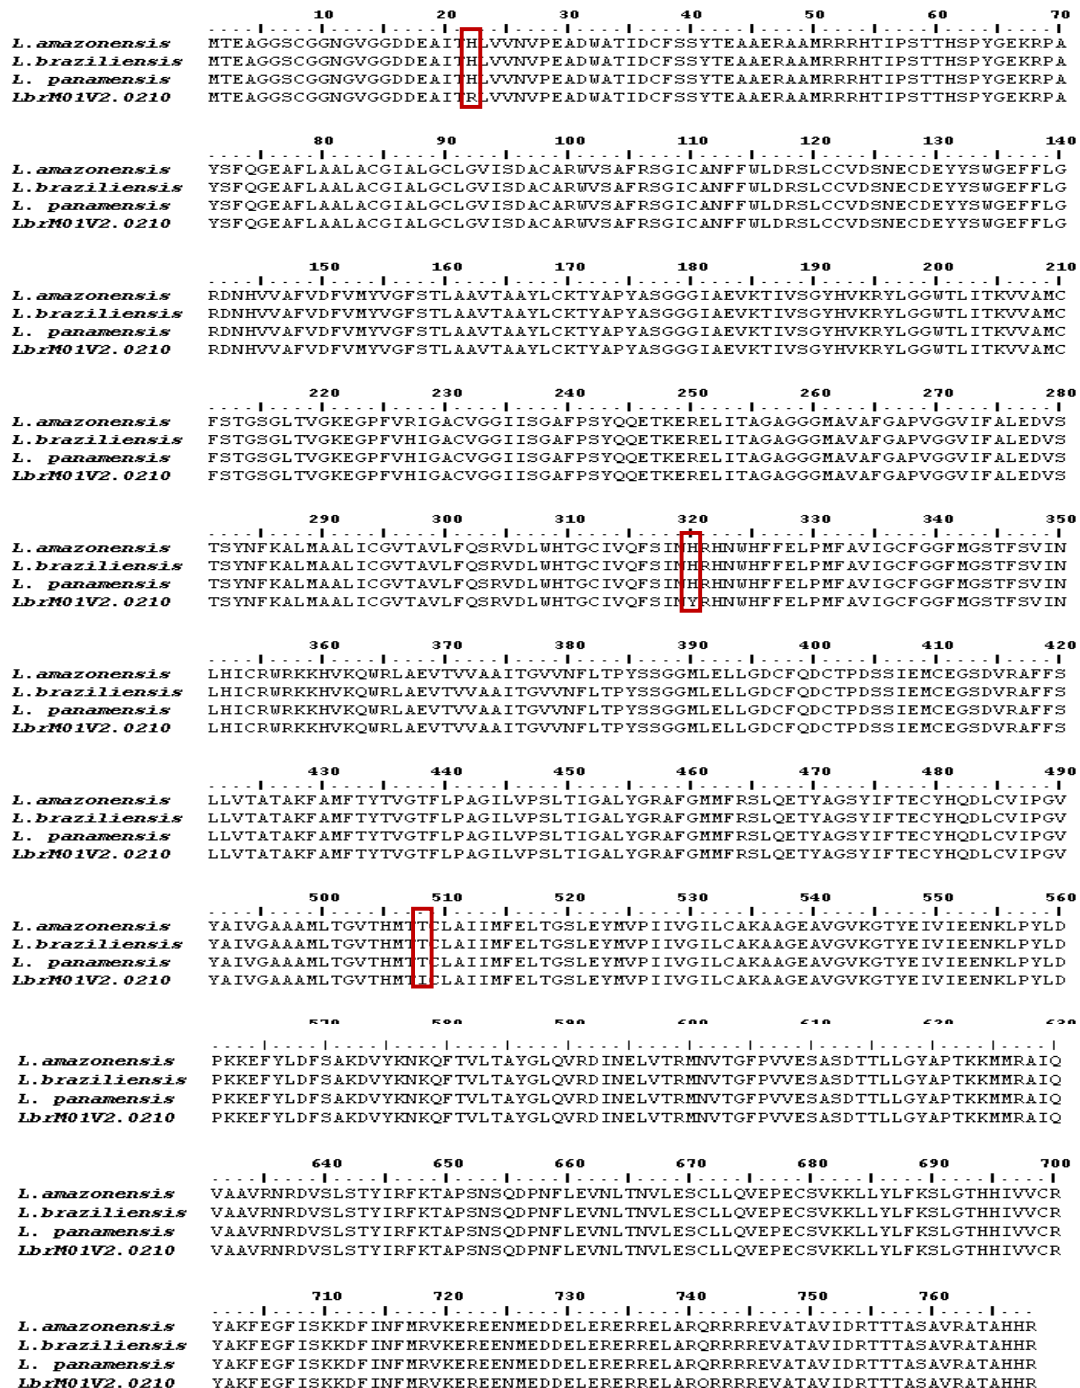 10 20 30 40 50 60 70
L.amazonensis MTEAGGSCGGNGVGGDDEAITHLVVNVPEADWATIDCFSSYTEAAERAAMRRRHTIPSTTHSPYGEKRPA
L.braziliensis MTEAGGSCGGNGVGGDDEAITHLVVNVPEADWATIDCFSSYTEAAERAAMRRRHTIPSTTHSPYGEKRPA
L. panamensis MTEAGGSCGGNGVGGDDEAITHLVVNVPEADWATIDCFSSYTEAAERAAMRRRHTIPSTTHSPYGEKRPA
LbrM01V2.0210 MTEAGGSCGGNGVGGDDEAITRLVVNVPEADWATIDCFSSYTEAAERAAMRRRHTIPSTTHSPYGEKRPA
80 90 100 110 120 130 140
L.amazonensis YSFQGEAFLAALACGIALGCLGVISDACARWVSAFRSGICANFFWLDRSLCCVDSNECDEYYSWGEFFLG
L.braziliensis YSFQGEAFLAALACGIALGCLGVISDACARWVSAFRSGICANFFWLDRSLCCVDSNECDEYYSWGEFFLG
L. panamensis YSFQGEAFLAALACGIALGCLGVISDACARWVSAFRSGICANFFWLDRSLCCVDSNECDEYYSWGEFFLG
LbrM01V2.0210 YSFQGEAFLAALACGIALGCLGVISDACARWVSAFRSGICANFFWLDRSLCCVDSNECDEYYSWGEFFLG
150 160 170 180 190 200 210
L.amazonensis RDNHVVAFVDFVMYVGFSTLAAVTAAYLCKTYAPYASGGGIAEVKTIVSGYHVKRYLGGWTLITKVVAMC
L.braziliensis RDNHVVAFVDFVMYVGFSTLAAVTAAYLCKTYAPYASGGGIAEVKTIVSGYHVKRYLGGWTLITKVVAMC
L. panamensis RDNHVVAFVDFVMYVGFSTLAAVTAAYLCKTYAPYASGGGIAEVKTIVSGYHVKRYLGGWTLITKVVAMC
LbrM01V2.0210 RDNHVVAFVDFVMYVGFSTLAAVTAAYLCKTYAPYASGGGIAEVKTIVSGYHVKRYLGGWTLITKVVAMC
220 230 240 250 260 270 280
L.amazonensis FSTGSGLTVGKEGPFVRIGACVGGIISGAFPSYQQETKERELITAGAGGGMAVAFGAPVGGVIFALEDVS
L.braziliensis FSTGSGLTVGKEGPFVHIGACVGGIISGAFPSYQQETKERELITAGAGGGMAVAFGAPVGGVIFALEDVS
L. panamensis FSTGSGLTVGKEGPFVHIGACVGGIISGAFPSYQQETKERELITAGAGGGMAVAFGAPVGGVIFALEDVS
LbrM01V2.0210 FSTGSGLTVGKEGPFVHIGACVGGIISGAFPSYQQETKERELITAGAGGGMAVAFGAPVGGVIFALEDVS
290 300 310 320 330 340 350
L.amazonensis TSYNFKALMAALICGVTAVLFQSRVDLWHTGCIVQFSINHRHNWHFFELPMFAVIGCFGGFMGSTFSVIN
L.braziliensis TSYNFKALMAALICGVTAVLFQSRVDLWHTGCIVQFSINHRHNWHFFELPMFAVIGCFGGFMGSTFSVIN
L. panamensis TSYNFKALMAALICGVTAVLFQSRVDLWHTGCIVQFSINHRHNWHFFELPMFAVIGCFGGFMGSTFSVIN
LbrM01V2.0210 TSYNFKALMAALICGVTAVLFQSRVDLWHTGCIVQFSINYRHNWHFFELPMFAVIGCFGGFMGSTFSVIN
360 370 380 390 400 410 420
L.amazonensis LHICRWRKKHVKQWRLAEVTVVAAITGVVNFLTPYSSGGMLELLGDCFQDCTPDSSIEMCEGSDVRAFFS
L.braziliensis LHICRWRKKHVKQWRLAEVTVVAAITGVVNFLTPYSSGGMLELLGDCFQDCTPDSSIEMCEGSDVRAFFS
L. panamensis LHICRWRKKHVKQWRLAEVTVVAAITGVVNFLTPYSSGGMLELLGDCFQDCTPDSSIEMCEGSDVRAFFS
LbrM01V2.0210 LHICRWRKKHVKQWRLAEVTVVAAITGVVNFLTPYSSGGMLELLGDCFQDCTPDSSIEMCEGSDVRAFFS
430 440 450 460 470 480 490
L.amazonensis LLVTATAKFAMFTYTVGTFLPAGILVPSLTIGALYGRAFGMMFRSLQETYAGSYIFTECYHQDLCVIPGV
L.braziliensis LLVTATAKFAMFTYTVGTFLPAGILVPSLTIGALYGRAFGMMFRSLQETYAGSYIFTECYHQDLCVIPGV
L. panamensis LLVTATAKFAMFTYTVGTFLPAGILVPSLTIGALYGRAFGMMFRSLQETYAGSYIFTECYHQDLCVIPGV
LbrM01V2.0210 LLVTATAKFAMFTYTVGTFLPAGILVPSLTIGALYGRAFGMMFRSLQETYAGSYIFTECYHQDLCVIPGV
500 510 520 530 540 550 560
L.amazonensis YAIVGAAAMLTGVTHMTTCLAIIMFELTGSLEYMVPIIVGILCAKAAGEAVGVKGTYEIVIEENKLPYLD
L.braziliensis YAIVGAAAMLTGVTHMTTCLAIIMFELTGSLEYMVPIIVGILCAKAAGEAVGVKGTYEIVIEENKLPYLD
L. panamensis YAIVGAAAMLTGVTHMTTCLAIIMFELTGSLEYMVPIIVGILCAKAAGEAVGVKGTYEIVIEENKLPYLD
LbrM01V2.0210 YAIVGAAAMLTGVTHMTICLAIIMFELTGSLEYMVPIIVGILCAKAAGEAVGVKGTYEIVIEENKLPYLD
570 580 590 600 610 620 630
L.amazonensis PKKEFYLDFSAKDVYKNKQFTVLTAYGLQVRDINELVTRMNVTGFPVVESASDTTLLGYAPTKKMMRAIQ
L.braziliensis PKKEFYLDFSAKDVYKNKQFTVLTAYGLQVRDINELVTRMNVTGFPVVESASDTTLLGYAPTKKMMRAIQ
L. panamensis PKKEFYLDFSAKDVYKNKQFTVLTAYGLQVRDINELVTRMNVTGFPVVESASDTTLLGYAPTKKMMRAIQ
LbrM01V2.0210 PKKEFYLDFSAKDVYKNKQFTVLTAYGLQVRDINELVTRMNVTGFPVVESASDTTLLGYAPTKKMMRAIQ
640 650 660 670 680 690 700
L.amazonensis VAAVRNRDVSLSTYIRFKTAPSNSQDPNFLEVNLTNVLESCLLQVEPECSVKKLLYLFKSLGTHHIVVCR
L.braziliensis VAAVRNRDVSLSTYIRFKTAPSNSQDPNFLEVNLTNVLESCLLQVEPECSVKKLLYLFKSLGTHHIVVCR
L. panamensis VAAVRNRDVSLSTYIRFKTAPSNSQDPNFLEVNLTNVLESCLLQVEPECSVKKLLYLFKSLGTHHIVVCR
LbrM01V2.0210 VAAVRNRDVSLSTYIRFKTAPSNSQDPNFLEVNLTNVLESCLLQVEPECSVKKLLYLFKSLGTHHIVVCR
710 720 730 740 750 760
L.amazonensis YAKFEGFISKKDFINFMRVKEREENMEDDELERERRELARQRRRREVATAVIDRTTTASAVRATAHHR
L.braziliensis YAKFEGFISKKDFINFMRVKEREENMEDDELERERRELARQRRRREVATAVIDRTTTASAVRATAHHR
L. panamensis YAKFEGFISKKDFINFMRVKEREENMEDDELERERRELARQRRRREVATAVIDRTTTASAVRATAHHR
LbrM01V2.0210 YAKFEGFISKKDFINFMRVKEREENMEDDELERERRELARQRRRREVATAVIDRTTTASAVRATAHHR